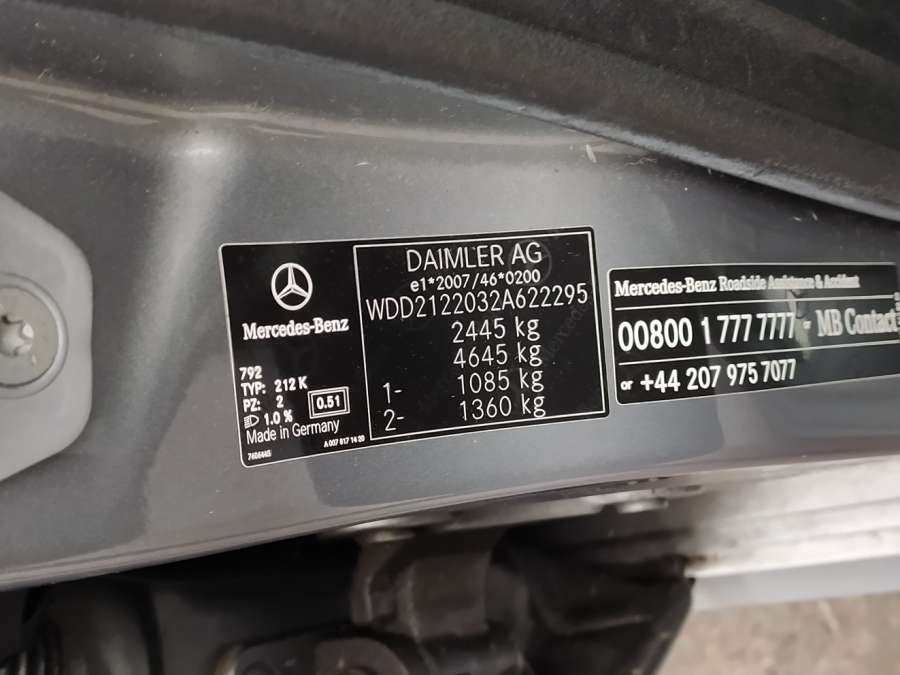 Mercedes-Benz
792
TYP: 212 K
PZ: 2
1.0 %
0.51
Made in Germany
7606665
A 007 817 14 20
DAIMLER AG
e1*2007/46*0200
WDD2122032A622295
2445 kg
4645 kg
1- 1085 kg
2- 1360 kg
Mercedes-Benz Roadside Assistance & Accident
00800 1 777 7777 or MB Contact
or +44 207 975 7077